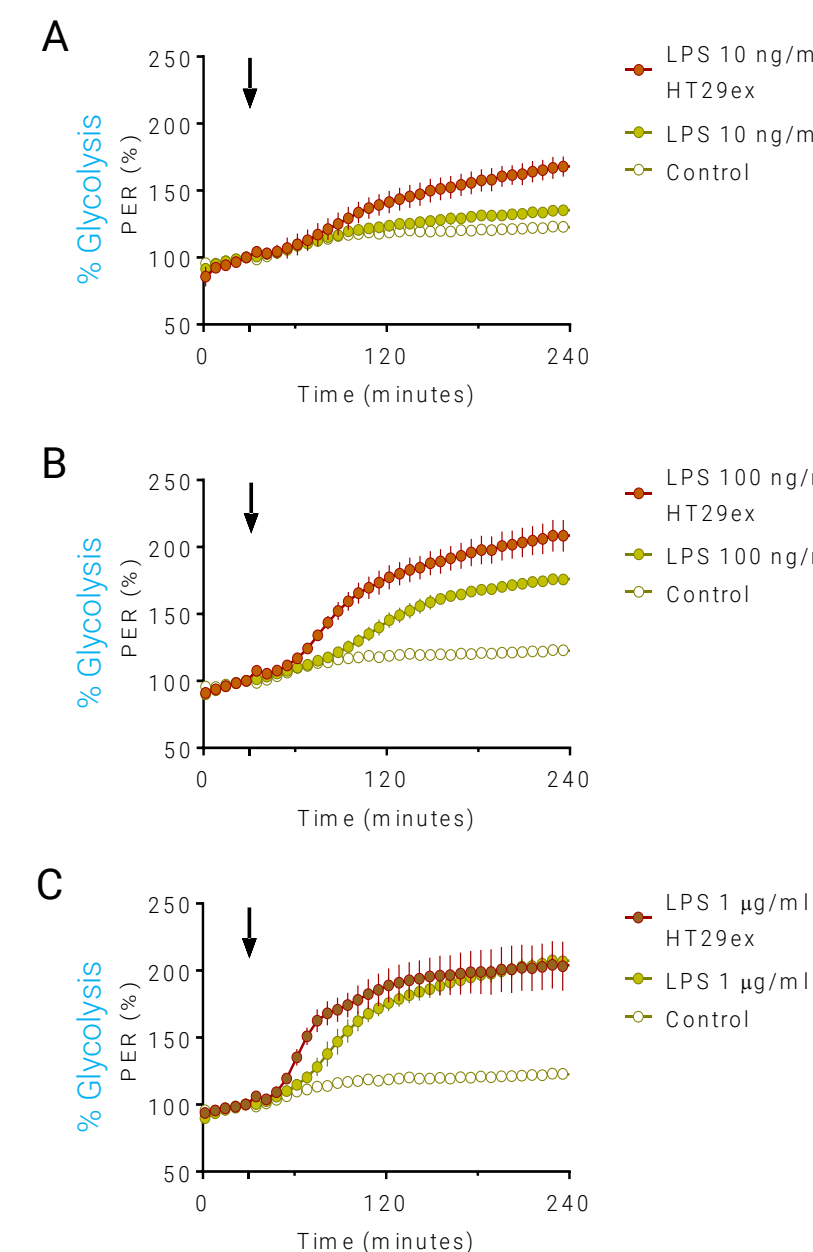 A
250
200
150
100
50
% Glycolysis
PER (%)
0 120 240
Time (minutes)
LPS 10 ng/m
HT29ex
LPS 10 ng/m
Control
B
250
200
150
100
50
% Glycolysis
PER (%)
0 120 240
Time (minutes)
LPS 100 ng/
HT29ex
LPS 100 ng/
Control
C
250
200
150
100
50
% Glycolysis
PER (%)
0 120 240
Time (minutes)
LPS 1 μg/ml
HT29ex
LPS 1 μg/ml
Control